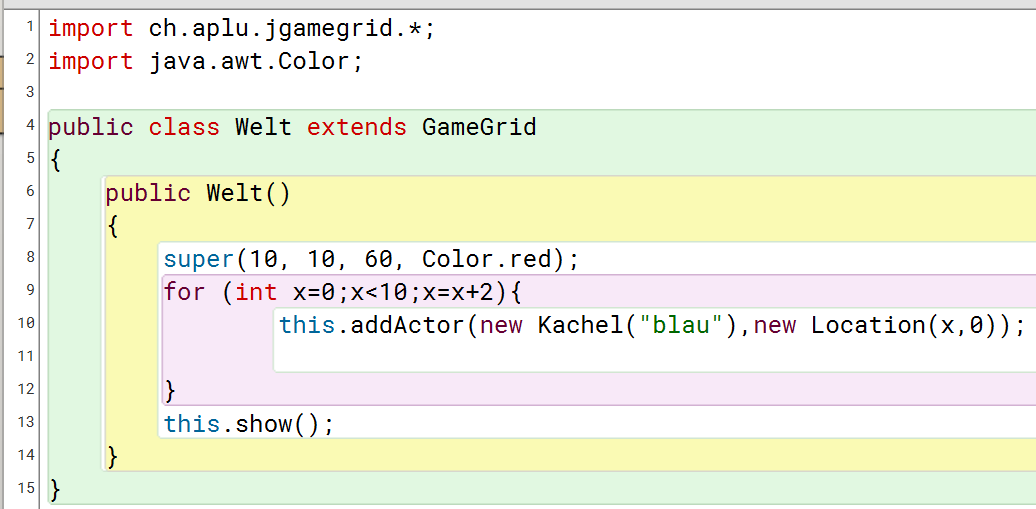 1 import ch.aplu.jgamegrid.*;
2 import java.awt.Color;
3
4 public class Welt extends GameGrid
5 {
6 public Welt()
7 {
8 super(10, 10, 60, Color.red);
9 for (int x=0;x<10;x=x+2){
10 this.addActor(new Kachel("blau"),new Location(x,0));
11
12 }
13 this.show();
14 }
15 }